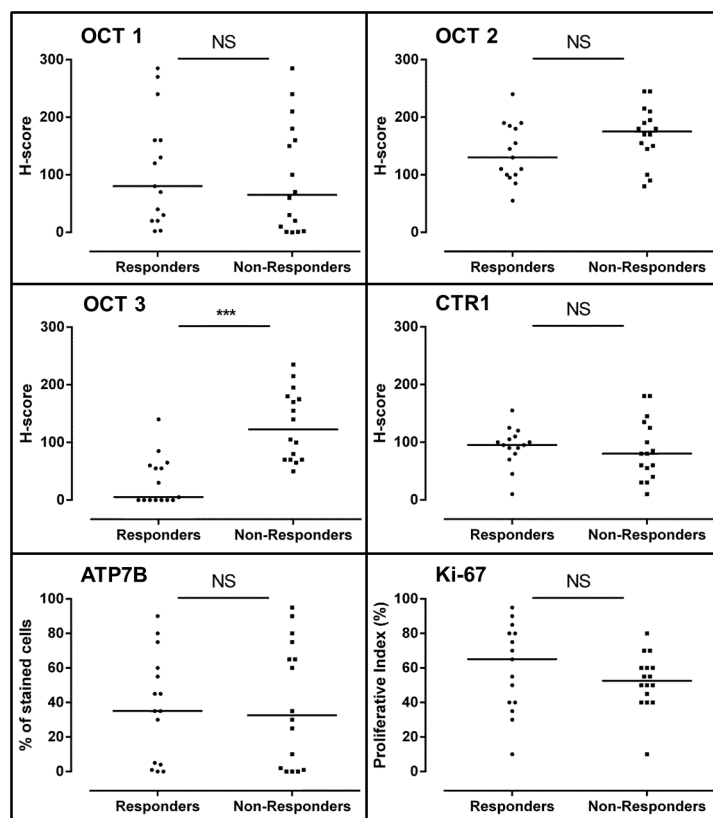 OCT 1
NS
H-score
300
200
100
0
Responders
Non-Responders
OCT 2
NS
H-score
300
200
100
0
Responders
Non-Responders
OCT 3
***
H-score
300
200
100
0
Responders
Non-Responders
CTR1
NS
H-score
300
200
100
0
Responders
Non-Responders
ATP7B
NS
% of stained cells
100
80
60
40
20
0
Responders
Non-Responders
Ki-67
NS
Proliferative Index (%)
100
80
60
40
20
0
Responders
Non-Responders